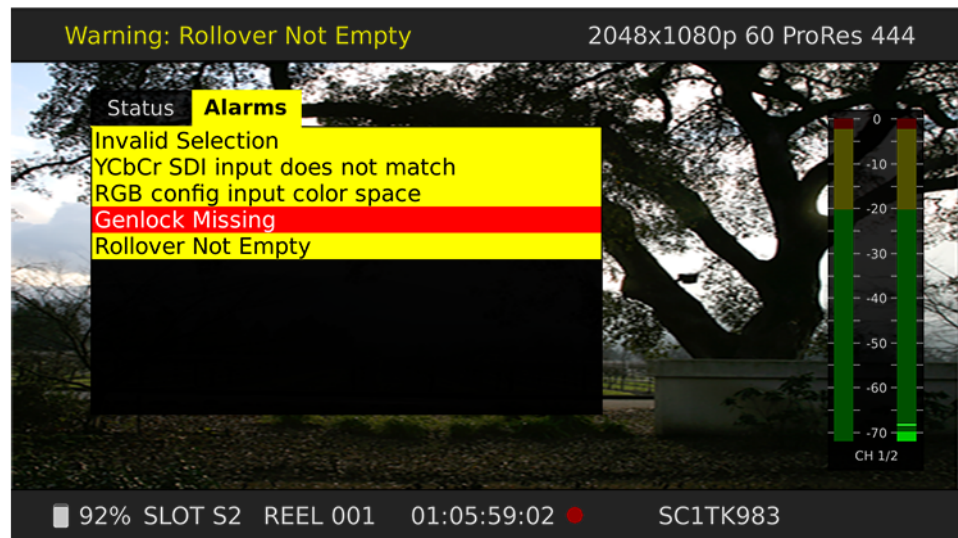 Warning: Rollover Not Empty
2048x1080p 60 ProRes 444
Status
Alarms
Invalid Selection
YCbCr SDI input does not match
RGB config input color space
Genlock Missing
Rollover Not Empty
0
-10
-20
-30
-40
-50
-60
-70
CH 1/2
92% SLOT S2 REEL 001 01:05:59:02 SC1TK983